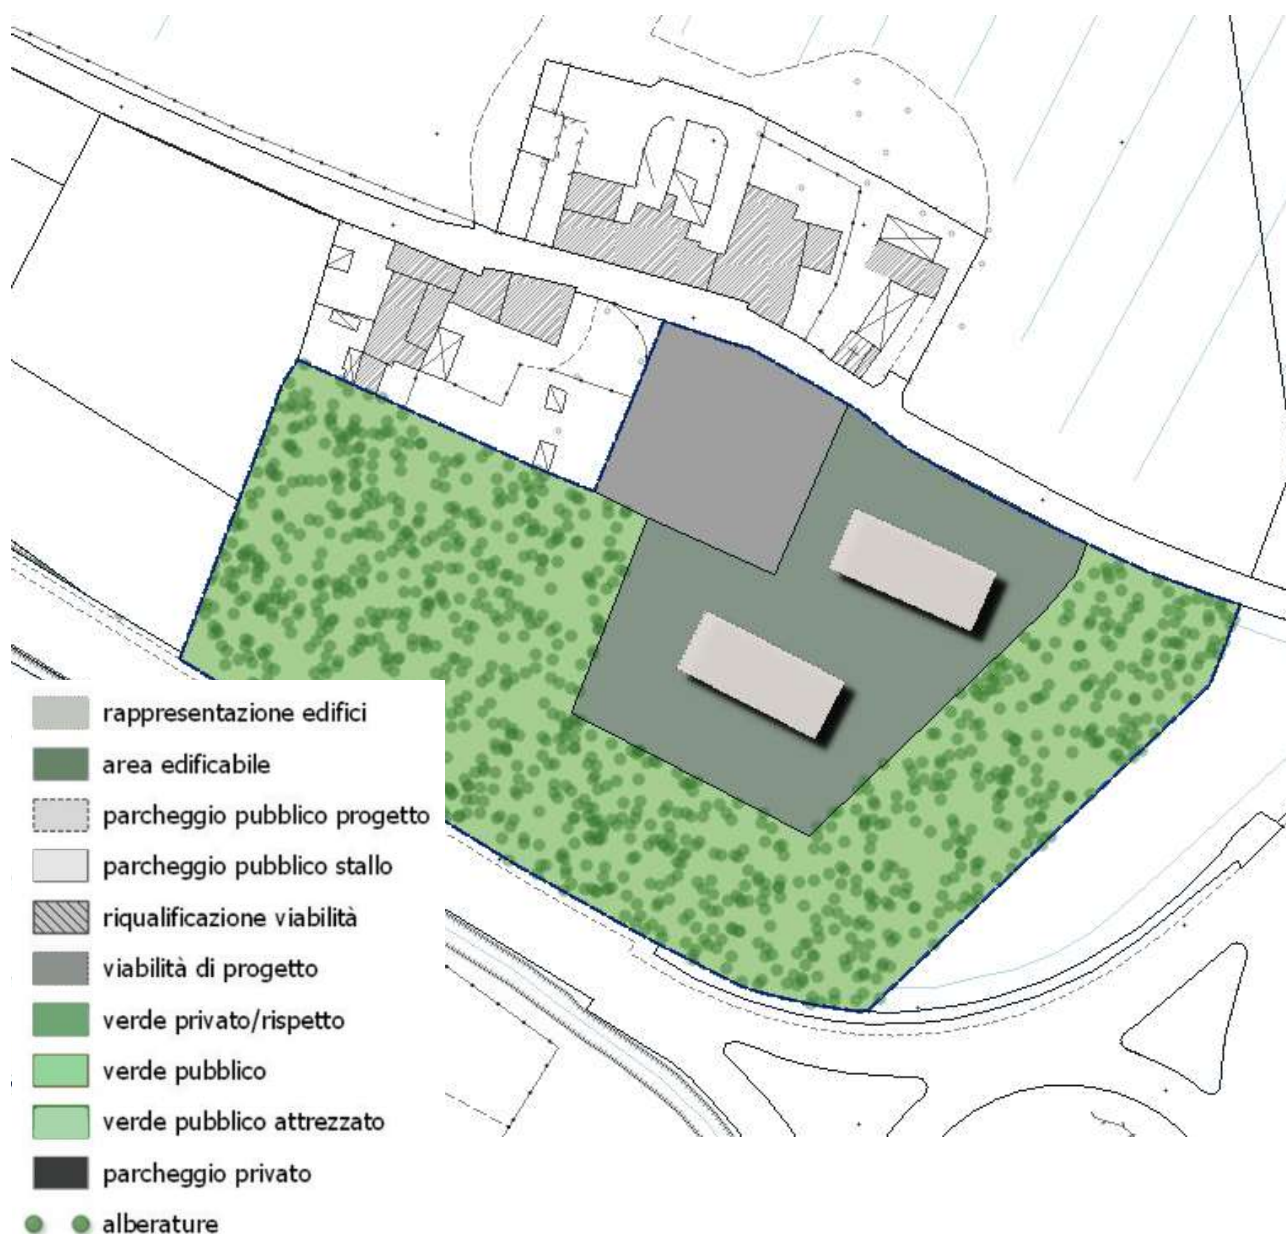 rappresentazione edifici
area edificabile
parcheggio pubblico progetto
parcheggio pubblico stallo
riqualificazione viabilità
viabilità di progetto
verde privato/rispetto
verde pubblico
verde pubblico attrezzato
parcheggio privato
alberature